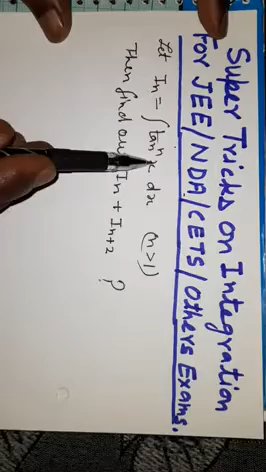 Super Tricks on Integration
For JEE/NDA/CETS/Others Exams.
Let In = ∫tanⁿx dx (n>1)
Then find In + In+2 ?